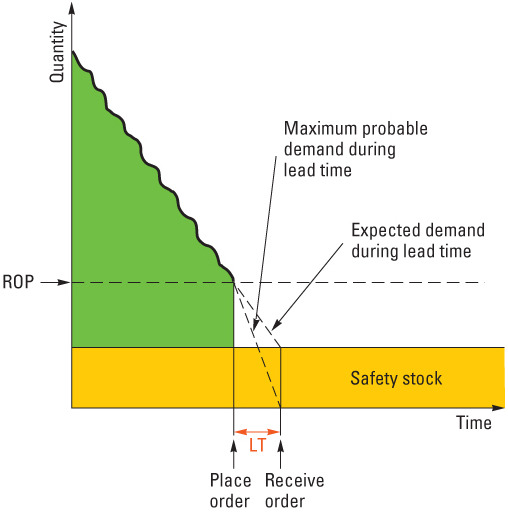 Quantity
Maximum probable
demand during
lead time
Expected demand
during lead time
ROP
Safety stock
Time
LT
Place
order
Receive
order